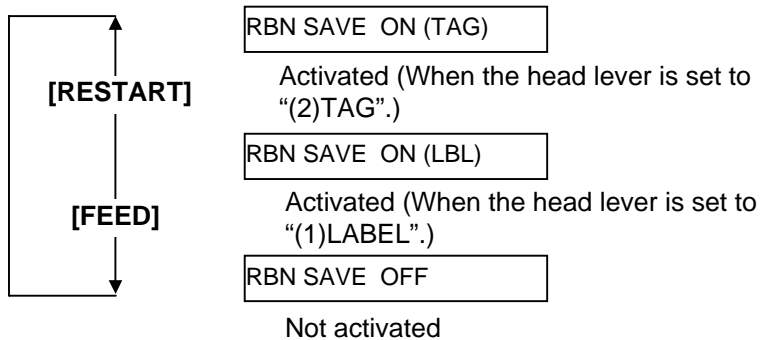 RBN SAVE ON (TAG)
Activated (When the head lever is set to
“(2)TAG”.)
[RESTART]
RBN SAVE ON (LBL)
Activated (When the head lever is set to
“(1)LABEL”.)
[FEED]
RBN SAVE OFF
Not activated